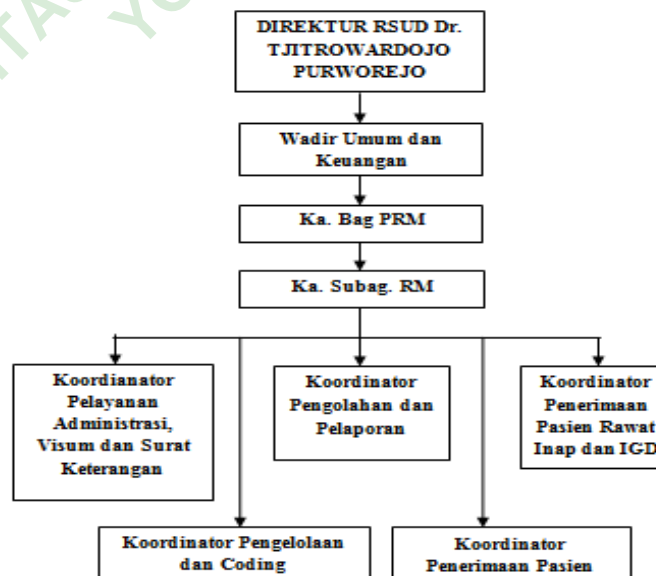 DIREKTUR RSUD Dr.
TJITROWARDOJO
PURWOREJO
Wadir Umum dan
Keuangan
Ka. Bag PRM
Ka. Subag. RM
Koordianator
Pelayanan
Administrasi,
Visum dan Surat
Keterangan
Koordinator
Pengolahan dan
Pelaporan
Koordinator
Penerimaan
Pasien Rawat
Inap dan IGD
Koordinator Pengelolaan
dan Coding
Koordinator
Penerimaan Pasien